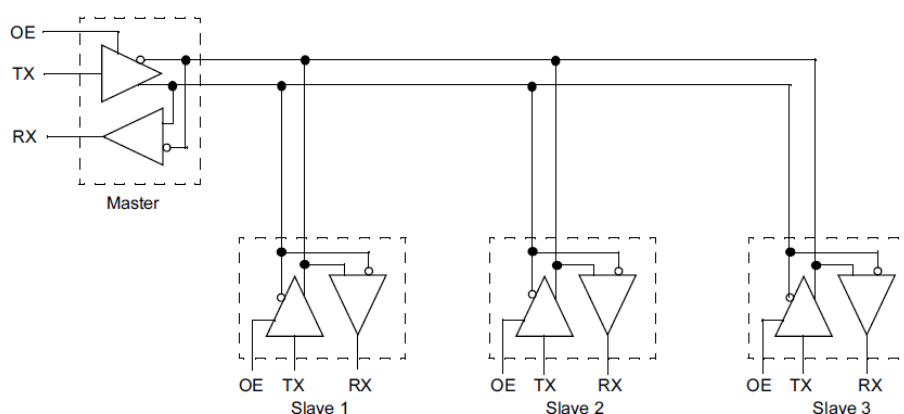 OE
TX
RX
Master
OE TX RX
Slave 1
OE TX RX
Slave 2
OE TX RX
Slave 3